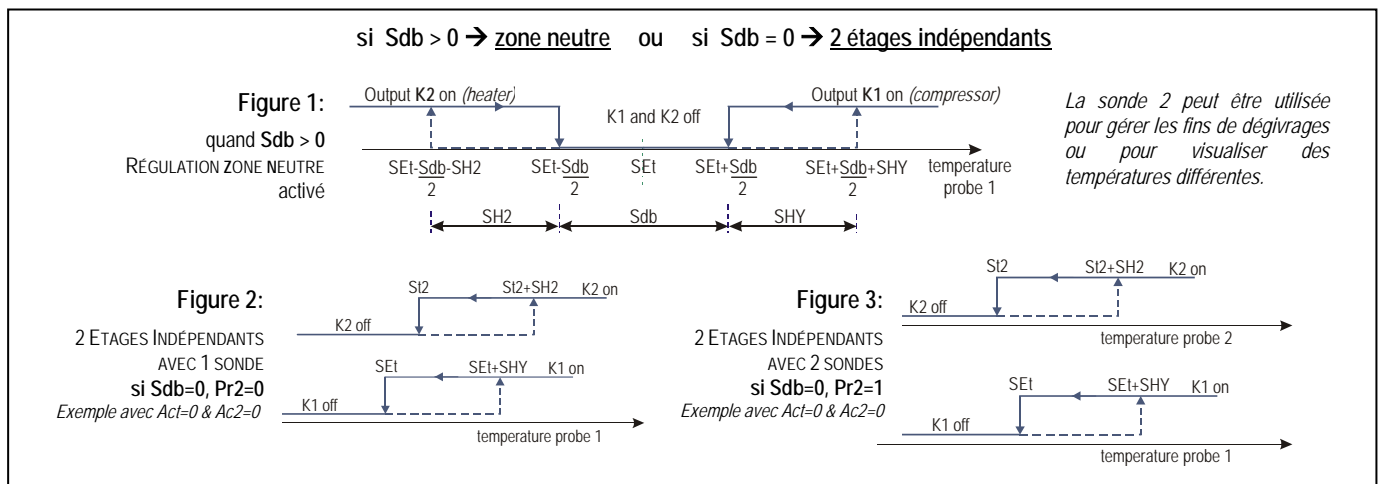 si Sdb > 0 → zone neutre ou si Sdb = 0 → 2 étages indépendants
Figure 1:
quand Sdb > 0
RÉGULATION ZONE NEUTRE
activé
Output K2 on (heater)
K1 and K2 off
Output K1 on (compressor)
SEt-Sdb-SH2
2
SEt-Sdb
2
SEt
SEt+Sdb
2
SEt+Sdb+SHY
2
temperature
probe 1
SH2
Sdb
SHY
La sonde 2 peut être utilisée
pour gérer les fins de dégivrages
ou pour visualiser des
températures différentes.
Figure 2:
2 ETAGES INDÉPENDANTS
AVEC 1 SONDE
si Sdb=0, Pr2=0
Exemple avec Act=0 & Ac2=0
St2
St2+SH2
K2 on
K2 off
SEt
SEt+SHY
K1 on
K1 off
temperature probe 1
Figure 3:
2 ETAGES INDÉPENDANTS
AVEC 2 SONDES
si Sdb=0, Pr2=1
Exemple avec Act=0 & Ac2=0
St2
St2+SH2
K2 on
K2 off
temperature probe 2
SEt
SEt+SHY
K1 on
K1 off
temperature probe 1